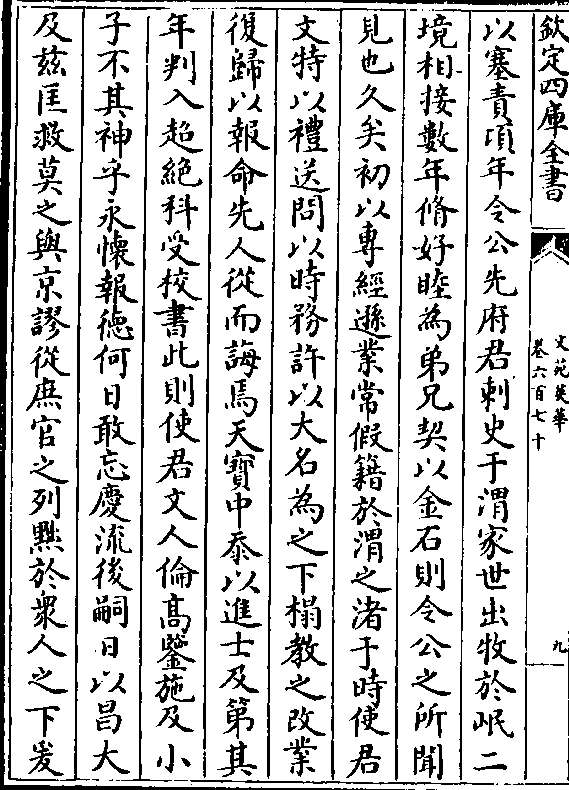 欽定四庫全書
文苑英華
卷六百七十
九
以塞責項年令公先府君刺史于渭家世出牧於岷二
境相接數年脩好睦為弟兄契以金石則令公之所聞
見也久矣初以專經遜業常假籍於渭之渚于時使君
文特以禮送問以時務許以大名為之下榻教之改業
復歸以報命先人從而誨焉天寳中忝以進士及第其
年判入超絶科受校書此則使君文人倫髙鑒施及小
子不其神乎永懐報徳何日敢忘慶流後嗣日以昌大
及兹匡救莫之與京謬從庶官之列黙於衆人之下爰